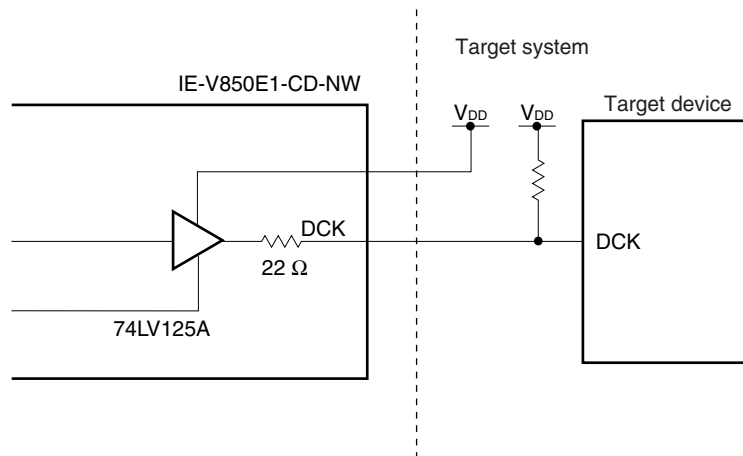 Target system
IE-V850E1-CD-NW
VDD
VDD
Target device
DCK
DCK
22 Ω
74LV125A